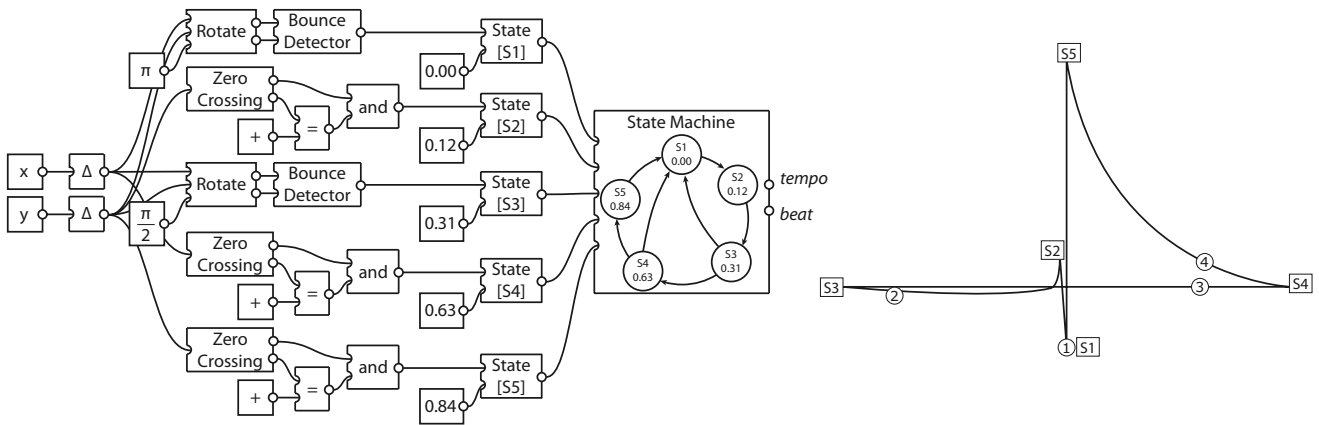 x
Δ
y
Δ
π
π
2
Rotate
Bounce
Detector
State
[S1]
0.00
Zero
Crossing
+
=
and
State
[S2]
0.12
Rotate
Bounce
Detector
State
[S3]
0.31
Zero
Crossing
+
=
and
State
[S4]
0.63
Zero
Crossing
+
=
and
State
[S5]
0.84
State Machine
S1
0.00
S2
0.12
S3
0.31
S4
0.63
S5
0.84
tempo
beat
S5
S2
4
S3
2
3
S4
1
S1